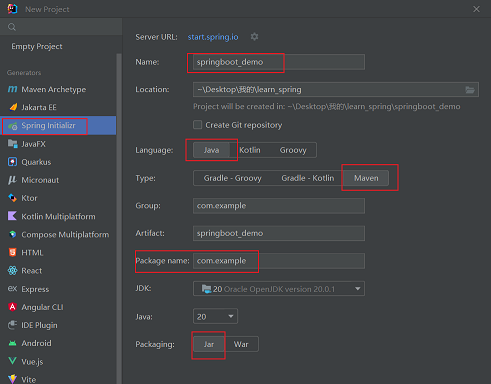 New Project
Empty Project
Generators
Maven Archetype
Jakarta EE
Spring Initializr
JavaFX
Quarkus
Micronaut
Ktor
Kotlin Multiplatform
Compose Multiplatform
HTML
React
Express
Angular CLI
IDE Plugin
Android
Vue.js
Vite
Server URL: start.spring.io
Name: springboot_demo
Location: ~\Desktop\我的\learn_spring
Project will be created in: ~\Desktop\我的\learn_spring\springboot_demo
Create Git repository
Language: Java Kotlin Groovy
Type: Gradle - Groovy Gradle - Kotlin Maven
Group: com.example
Artifact: springboot_demo
Package name: com.example
JDK: 20 Oracle OpenJDK version 20.0.1
Java: 20
Packaging: Jar War